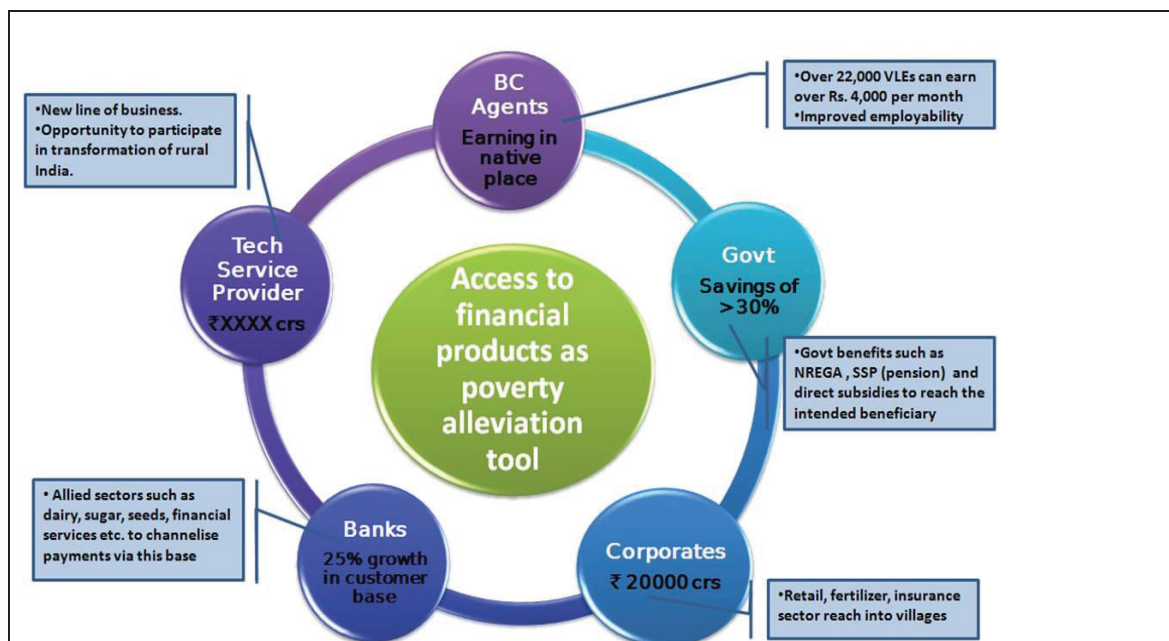 BC
Agents
Earning in
native
place
•Over 22,000 VLEs can earn
over Rs. 4,000 per month
•Improved employability
•New line of business.
•Opportunity to participate
in transformation of rural
India.
Tech
Service
Provider
₹XXXX crs
Govt
Savings of
>30%
Access to
financial
products as
poverty
alleviation
tool
•Govt benefits such as
NREGA , SSP (pension) and
direct subsidies to reach the
intended beneficiary
• Allied sectors such as
dairy, sugar, seeds, financial
services etc. to channelise
payments via this base
Banks
25% growth
in customer
base
Corporates
₹ 20000 crs
•Retail, fertilizer, insurance
sector reach into villages